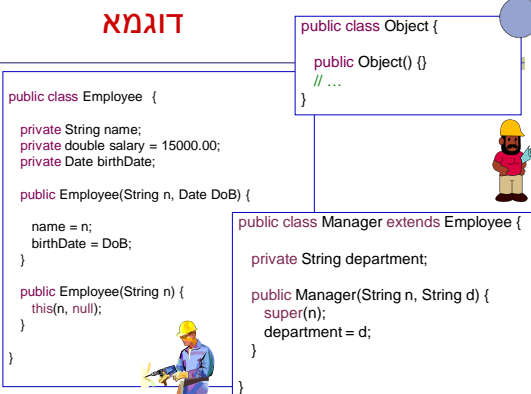 דוגמא
public class Object {
public Object() {}
// …
}
public class Employee {
private String name;
private double salary = 15000.00;
private Date birthDate;
public Employee(String n, Date DoB) {
name = n;
birthDate = DoB;
}
public Employee(String n) {
this(n, null);
}
}
public class Manager extends Employee {
private String department;
public Manager(String n, String d) {
super(n);
department = d;
}
}